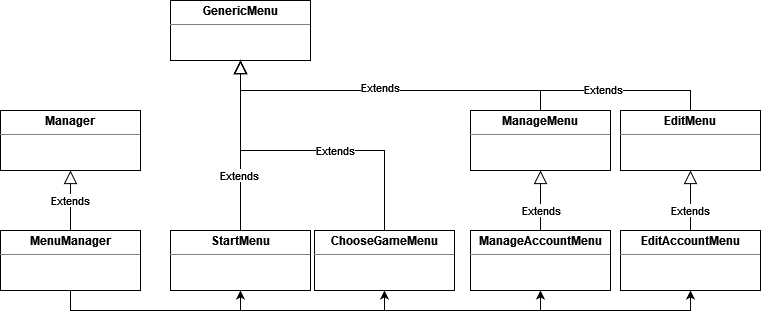 GenericMenu
Extends
Extends
Manager
ManageMenu
EditMenu
Extends
Extends
Extends
Extends
Extends
MenuManager
StartMenu
ChooseGameMenu
ManageAccountMenu
EditAccountMenu